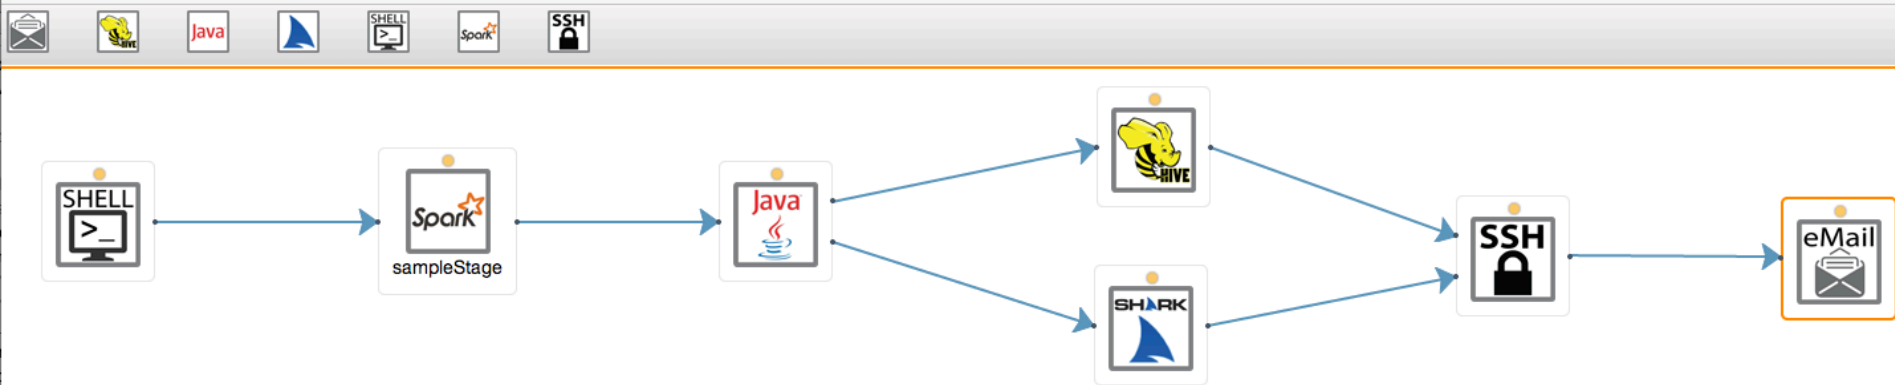 HIVE
Java
SHELL
>_
Spark
SSH
SHELL
>_
Spark
sampleStage
Java
HIVE
SHARK
SSH
eMail